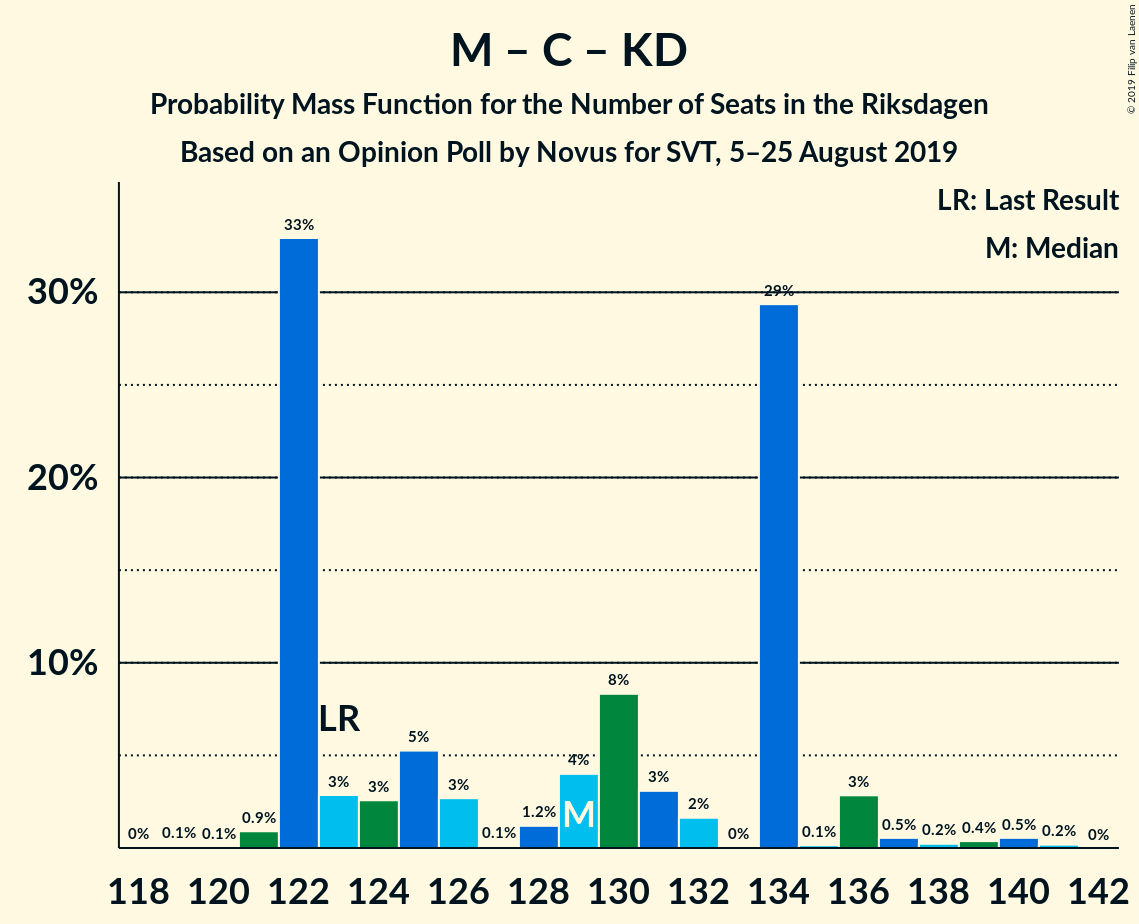 M – C – KD
Probability Mass Function for the Number of Seats in the Riksdagen
Based on an Opinion Poll by Novus for SVT, 5–25 August 2019
© 2019 Filip van Laenen
LR: Last Result
M: Median
30%
20%
10%
0% 0.1% 0.1% 0.9% 33% 3% 3% 5% 3% 0.1% 1.2% 4% 8% 3% 2% 0% 29% 0.1% 3% 0.5% 0.2% 0.4% 0.5% 0.2% 0%
LR
M
118 120 122 124 126 128 130 132 134 136 138 140 142